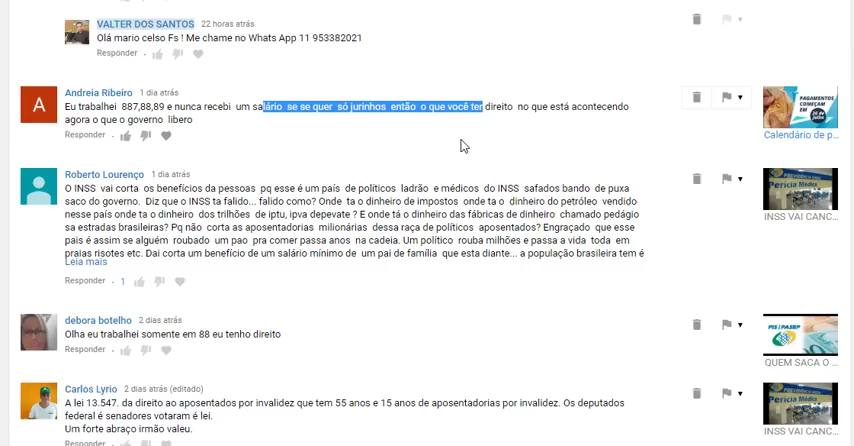 VALTER DOS SANTOS 22 horas atrás
Olá mario celso Fs ! Me chame no Whats App 11 953382021
Responder
Andreia Ribeiro 1 dia atrás
Eu trabalhei 887,88,89 e nunca recebi um salário se se quer só jurinhos então o que você ter direito no que está acontecendo
agora o que o governo libero
Responder
A
PAGAMENTOS
COMEÇAM
EM
de julho
Calendário de p...
Roberto Lourenço 1 dia atrás
O INSS vai corta os benefícios da pessoas pq esse é um país de políticos ladrão e médicos do INSS safados bando de puxa
saco do governo. Diz que o INSS ta falido... falido como? Onde ta o dinheiro de impostos onde ta o dinheiro do petróleo vendido
nesse país onde ta o dinheiro dos trilhões de iptu, ipva depevate ? E onde tá o dinheiro das fábricas de dinheiro chamado pedágio
sa estradas brasileiras? Pq não corta as aposentadorias milionárias dessa raça de políticos aposentados? Engraçado que esse
pais é assim se alguém roubado um pao pra comer passa anos na cadeia. Um político rouba milhões e passa a vida toda em
praias risotes etc. Dai corta um benefício de um salário mínimo de um pai de família que esta diante... a população brasileira tem é
Leia mais
Responder 1
Perícia Médica
INSS VAI CANC...
debora botelho 2 dias atrás
Olha eu trabalhei somente em 88 eu tenho direito
Responder
PIS PASEP
QUEM SACA O ...
Carlos Lyrio 2 dias atrás (editado)
A lei 13.547. da direito ao aposentados por invalidez que tem 55 anos e 15 anos de aposentadorias por invalidez. Os deputados
federal é senadores votaram é lei.
Um forte abraço irmão valeu.
Responder
Perícia Médica
INSS VAI CANC...